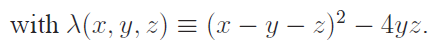 with λ(x, y, z) ≡ (x − y − z)² − 4yz.